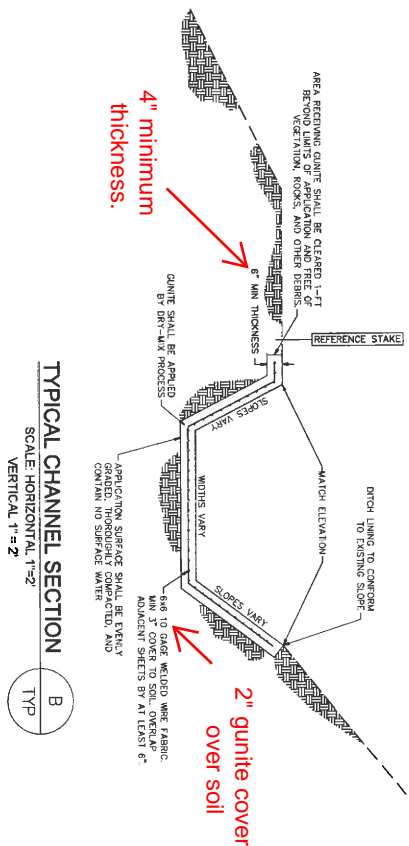 AREA RECEIVING GUNITE SHALL BE CLEARED 1-FT
BEYOND LIMITS OF APPLICATION AND FREE OF
VEGETATION, ROCKS, AND OTHER DEBRIS.
REFERENCE STAKE
DITCH LINING TO CONFORM
TO EXISTING SLOPE
MATCH ELEVATION
6" MIN THICKNESS
4" minimum
thickness.
SLOPES VARY
WIDTHS VARY
SLOPES VARY
GUNITE SHALL BE APPLIED
BY DRY-MIX PROCESS
APPLICATION SURFACE SHALL BE EVENLY
GRADED, THOROUGHLY COMPACTED, AND
CONTAIN NO SURFACE WATER
6x6 10 GAGE WELDED WIRE FABRIC.
MIN 3" COVER TO SOIL. OVERLAP
ADJACENT SHEETS BY AT LEAST 6".
2" gunite cover
over soil
TYPICAL CHANNEL SECTION
SCALE: HORIZONTAL 1"=2'
VERTICAL 1" = 2'
B
TYP